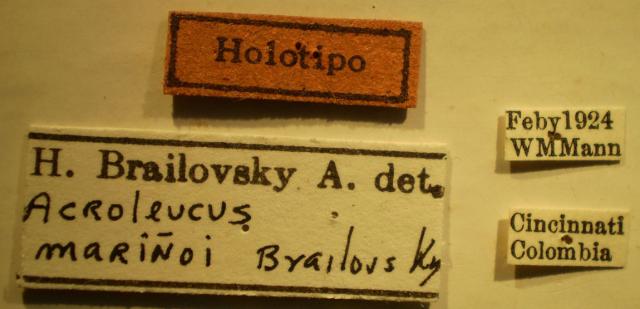 Holotipo
H. Brailovsky A. det.
Acroleucus
mariñoi Brailovsky
Feby1924
WMMann
Cincinnati
Colombia